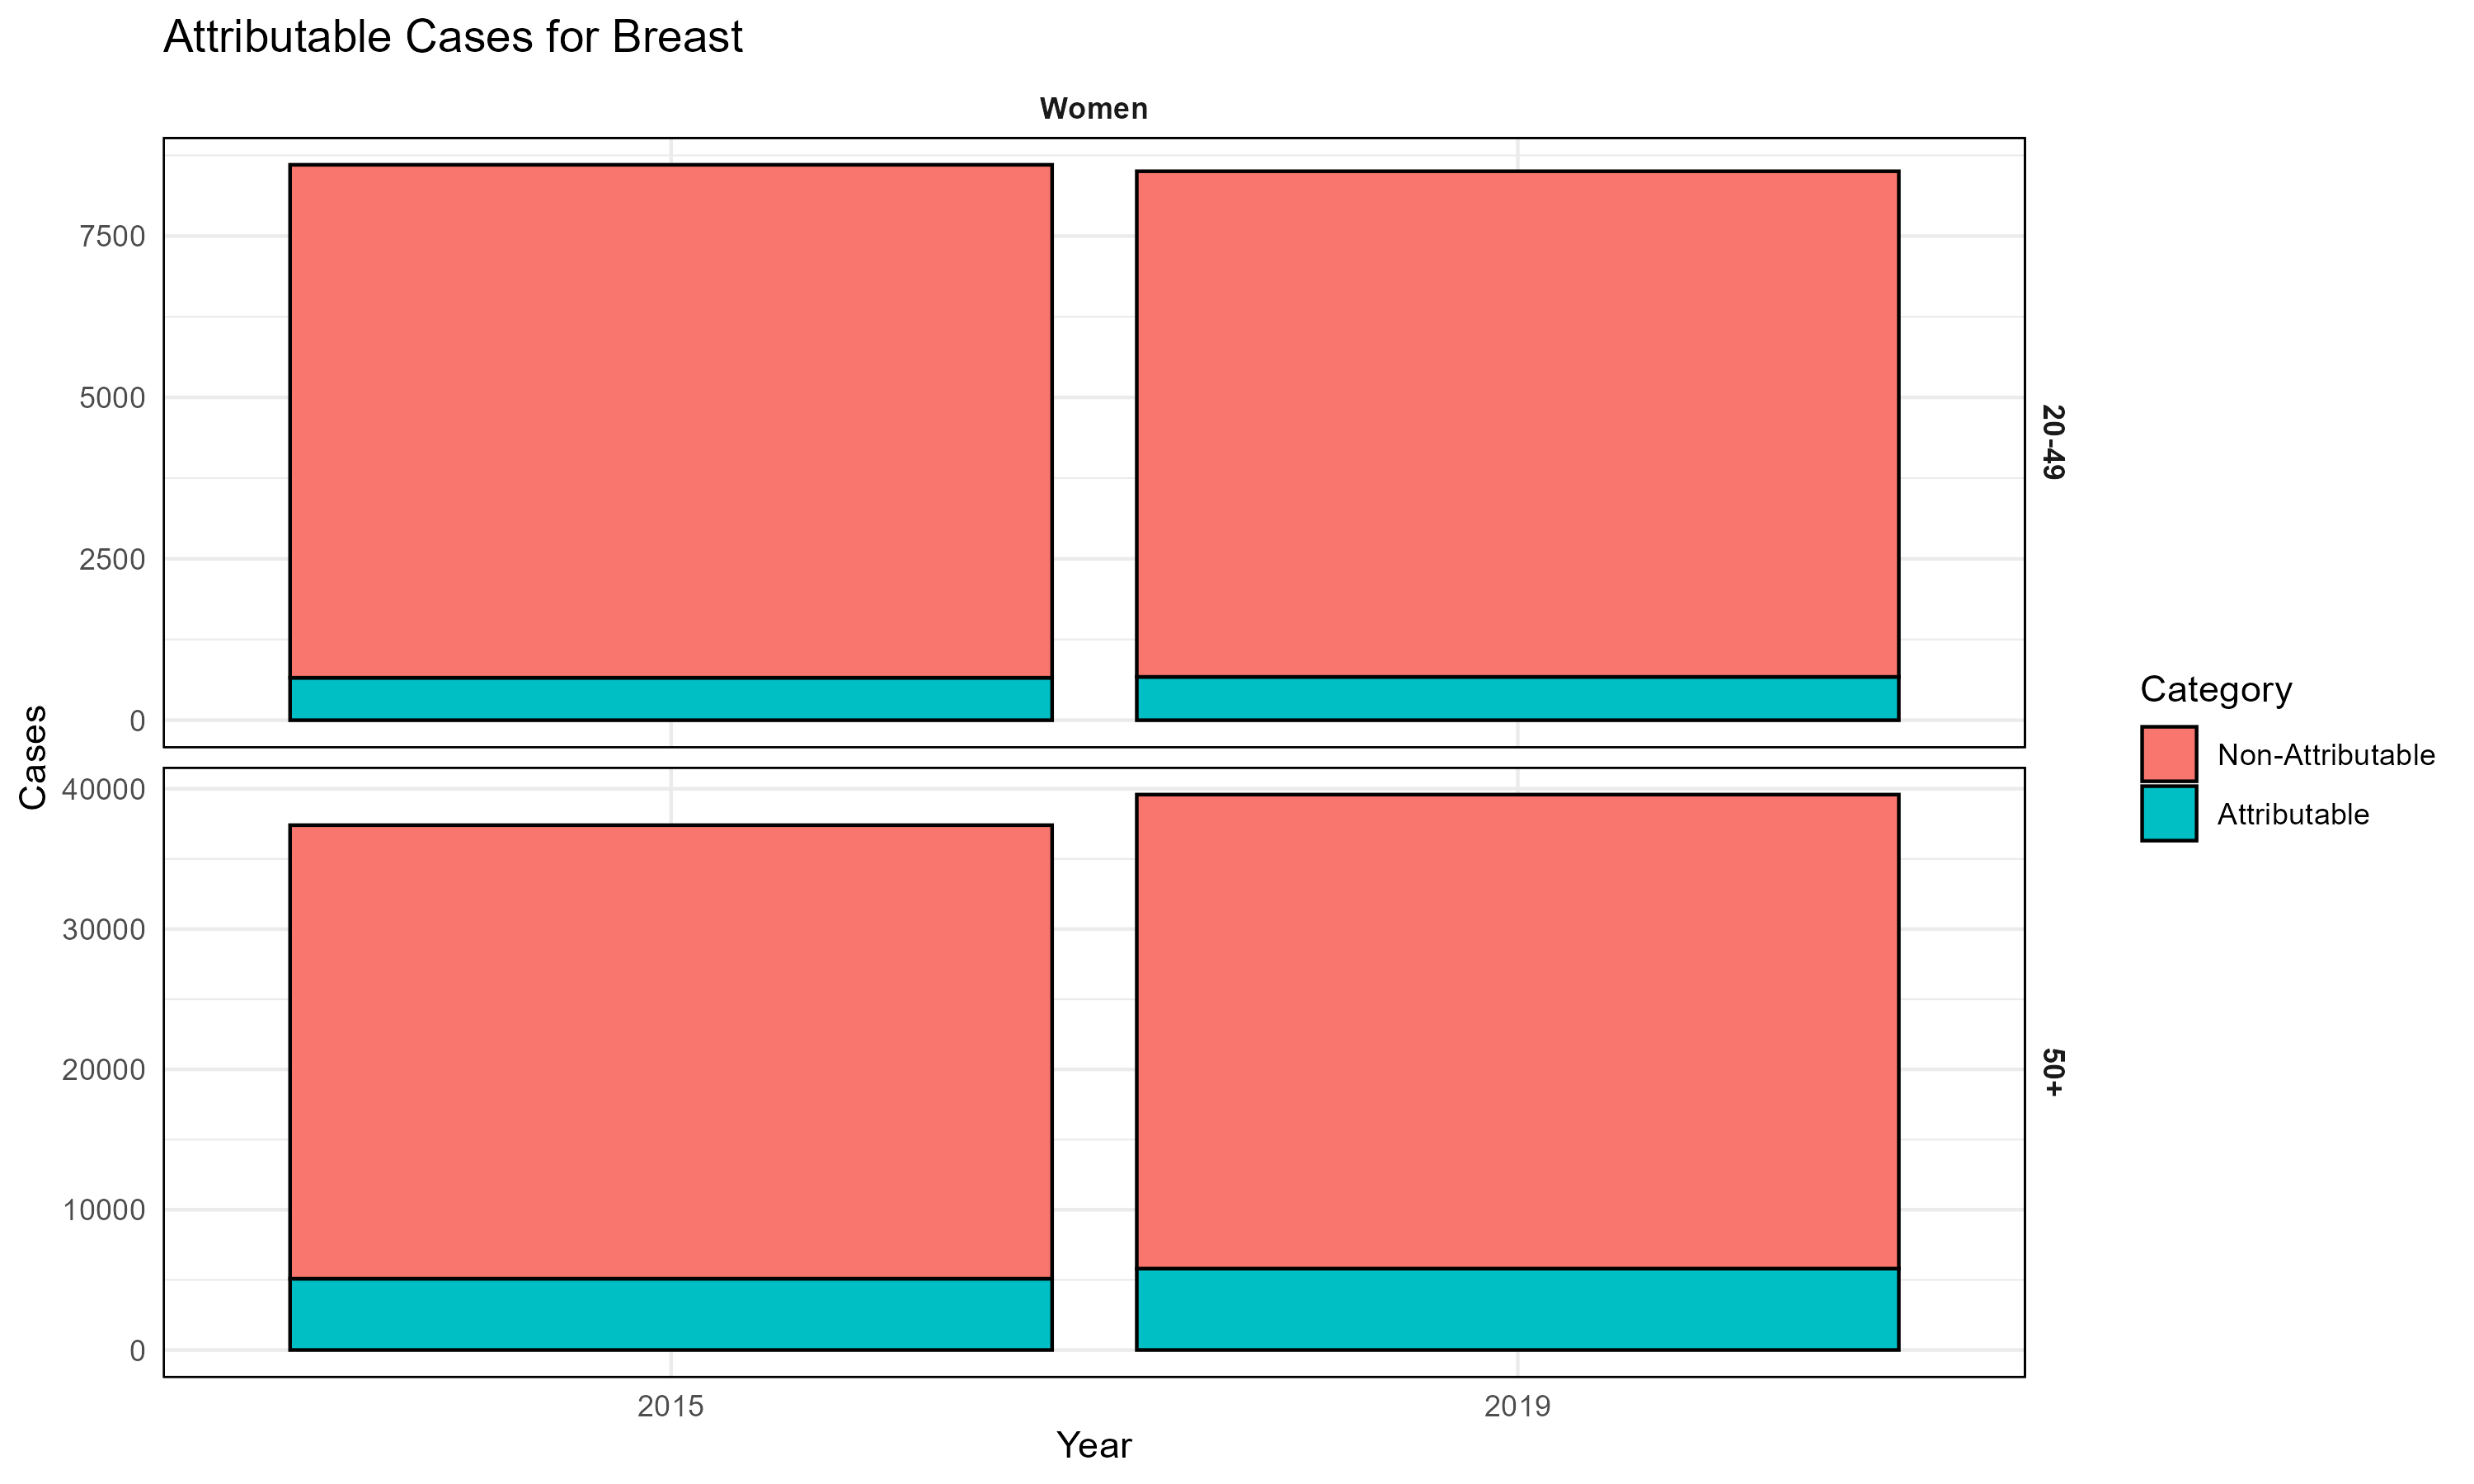 Attributable Cases for Breast
Women
7500
5000
2500
0
20-49
Cases
40000
30000
20000
10000
0
50+
2015
2019
Year
Category
Non-Attributable
Attributable